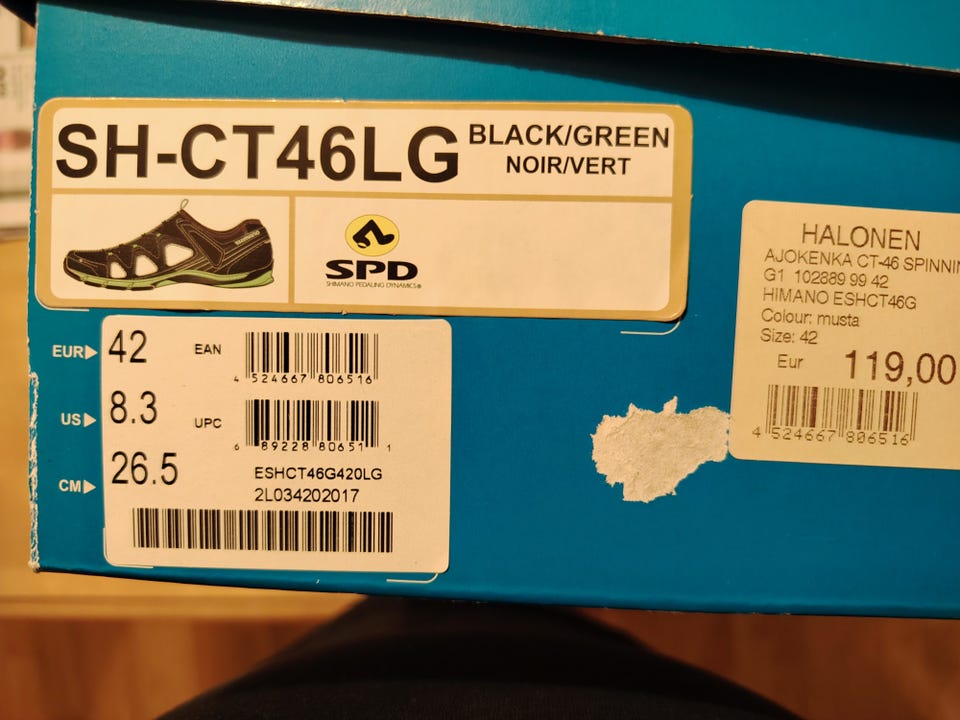 SH-CT46LG
BLACK/GREEN
NOIR/VERT
SHIMANO
SPD
SHIMANO PEDALING DYNAMICS®
EUR 42
EAN
4 524667 806516
US 8.3
UPC
6 89228 80651 1
CM 26.5
ESHCT46G420LG
2L034202017
HALONEN
AJOKENKA CT-46 SPINNIN
G1 102889 99 42
HIMANO ESHCT46G
Colour: musta
Size: 42
Eur 119,00
4 524667 806516